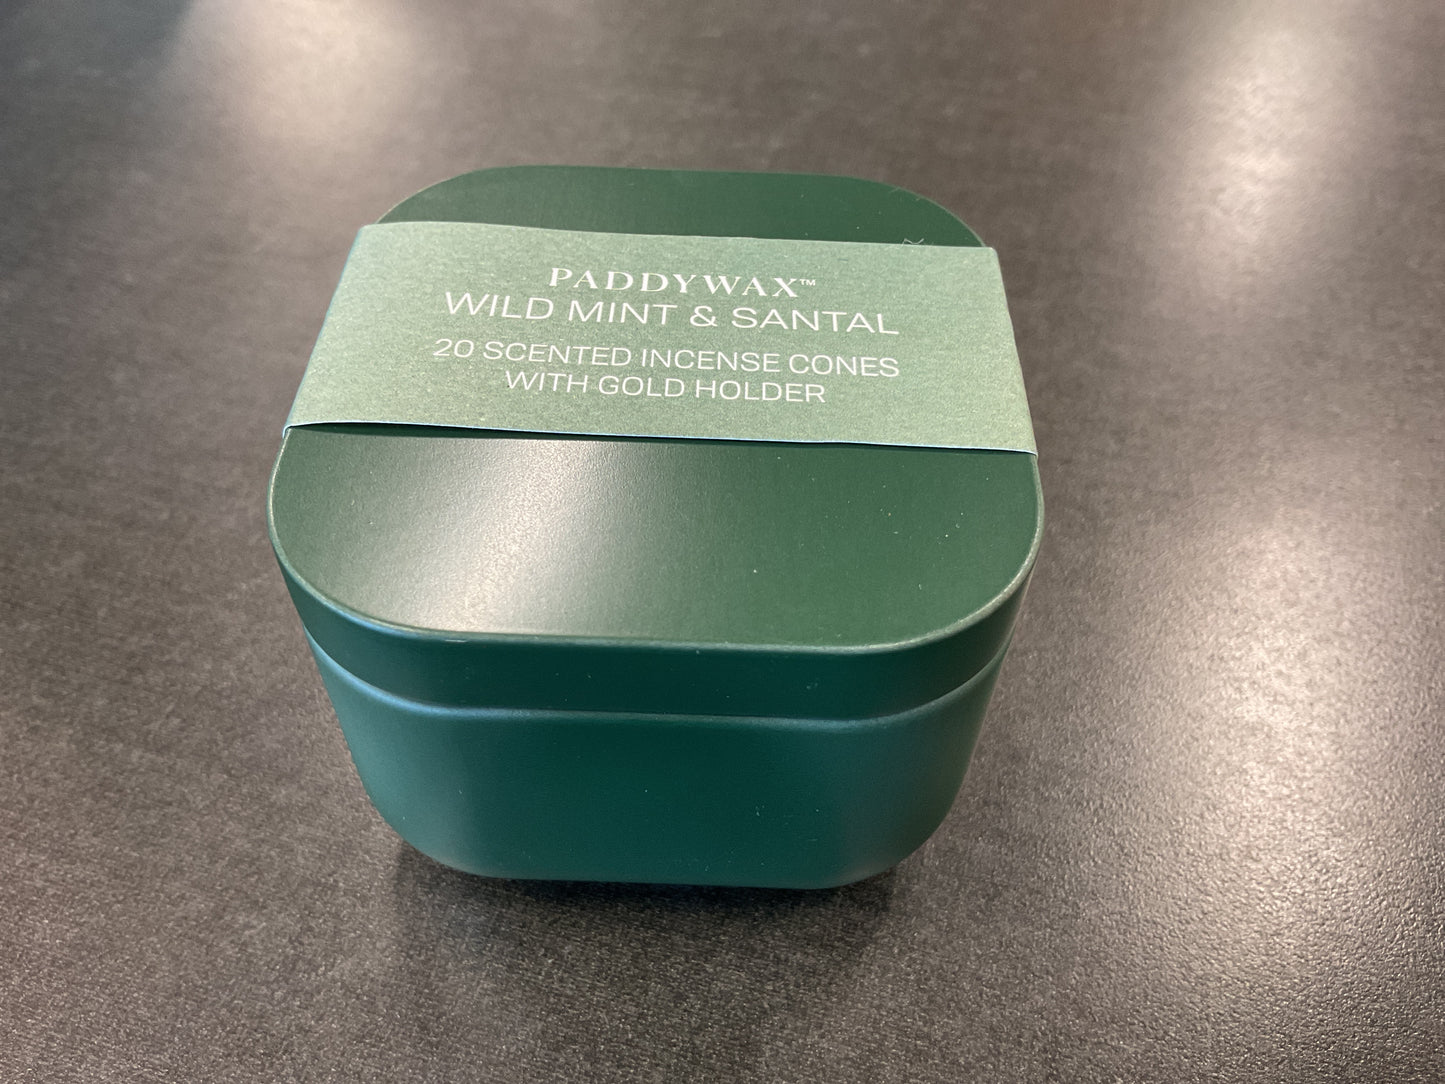 PADDYWAX™
WILD MINT & SANTAL
20 SCENTED INCENSE CONES
WITH GOLD HOLDER